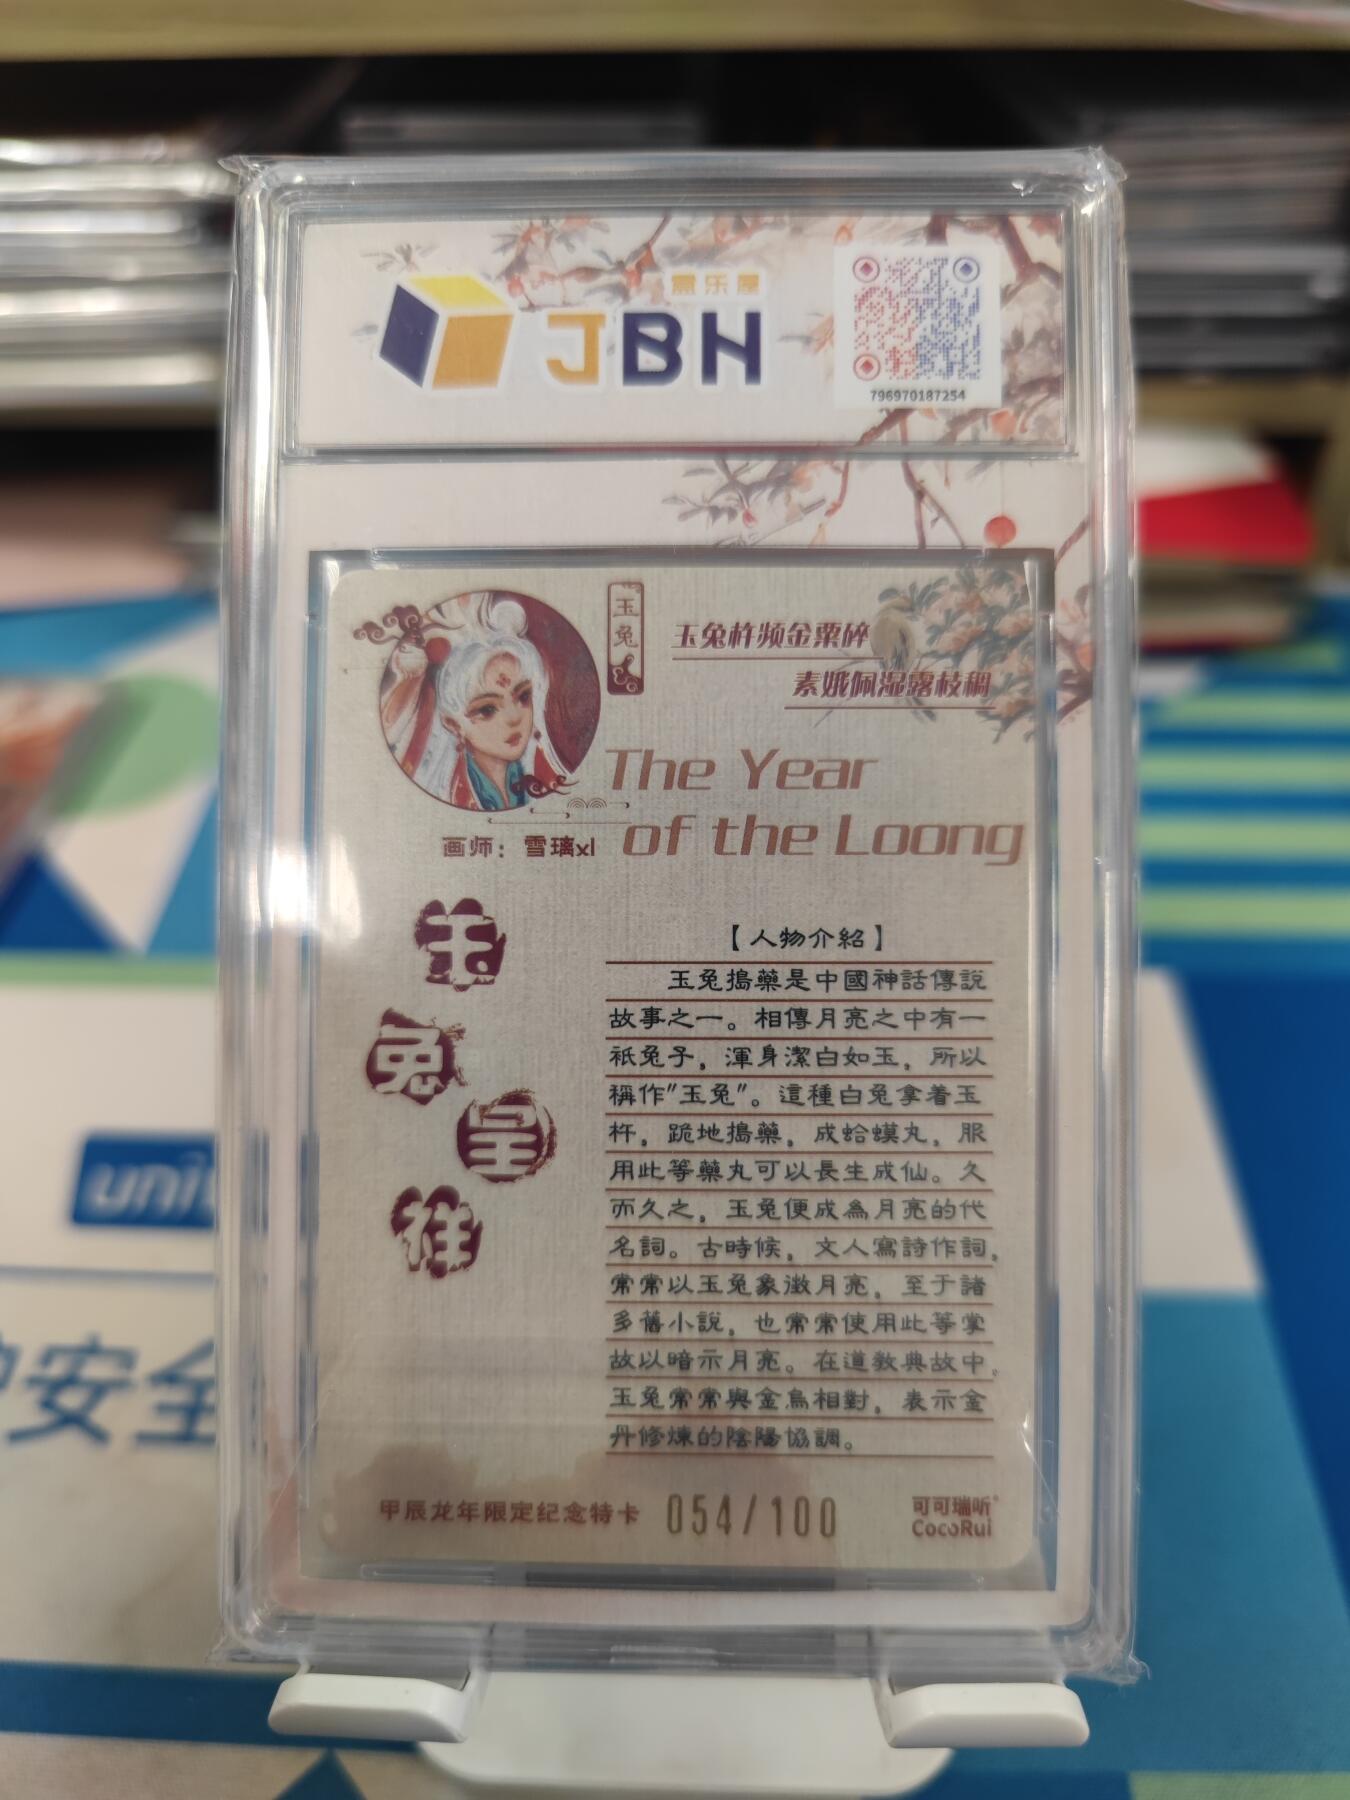 盒乐屋
JBH
796970187254
玉兔
玉兔杵频金粟碎
素娥佩湿露枝稠
The Year
of the Loong
画师：雪璃xl
玉
兔
呈
祥
【人物介紹】
玉兔搗藥是中國神話傳說
故事之一。相傳月亮之中有一
祇兔子，渾身潔白如玉，所以
稱作"玉兔"。這種白兔拿着玉
杵，跪地搗藥，成蛤蟆丸，服
用此等藥丸可以長生成仙。久
而久之，玉兔便成為月亮的代
名詞。古時候，文人寫詩作詞，
常常以玉兔象徵月亮，至于諸
多舊小說，也常常使用此等掌
故以暗示月亮。在道教典故中，
玉兔常常與金烏相對，表示金
丹修煉的陰陽協調。
甲辰龙年限定纪念特卡
054/100
可可瑞昕
CocoRui
安全